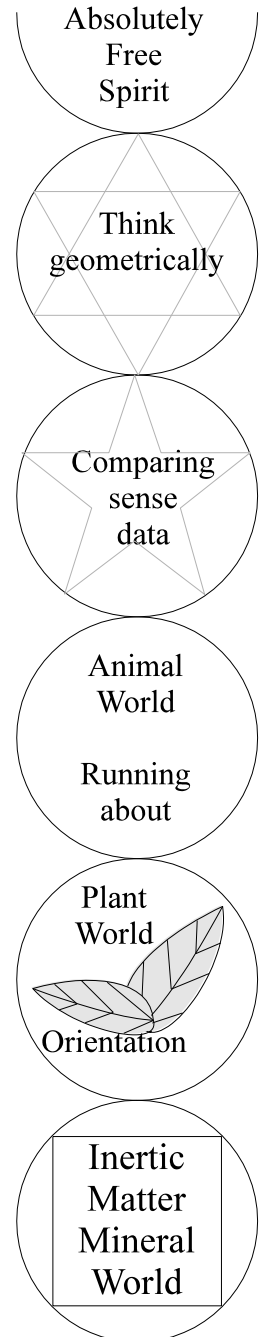 Absolutely
Free
Spirit
Think
geometrically
Comparing
sense
data
Animal
World
Running
about
Plant
World
Orientation
Inertic
Matter
Mineral
World